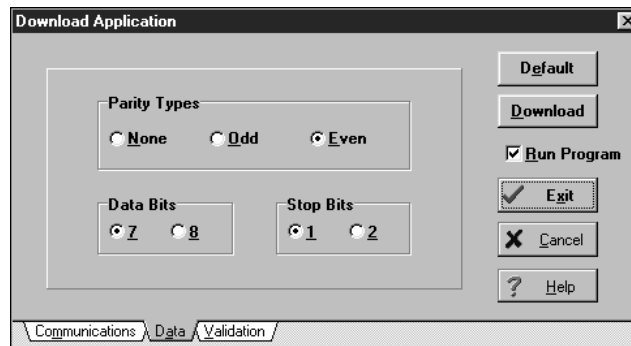 Download Application
Default
Parity Types
None Odd Even
Download
Run Program
Data Bits
7 8
Stop Bits
1 2
Exit
Cancel
Help
Communications Data Validation